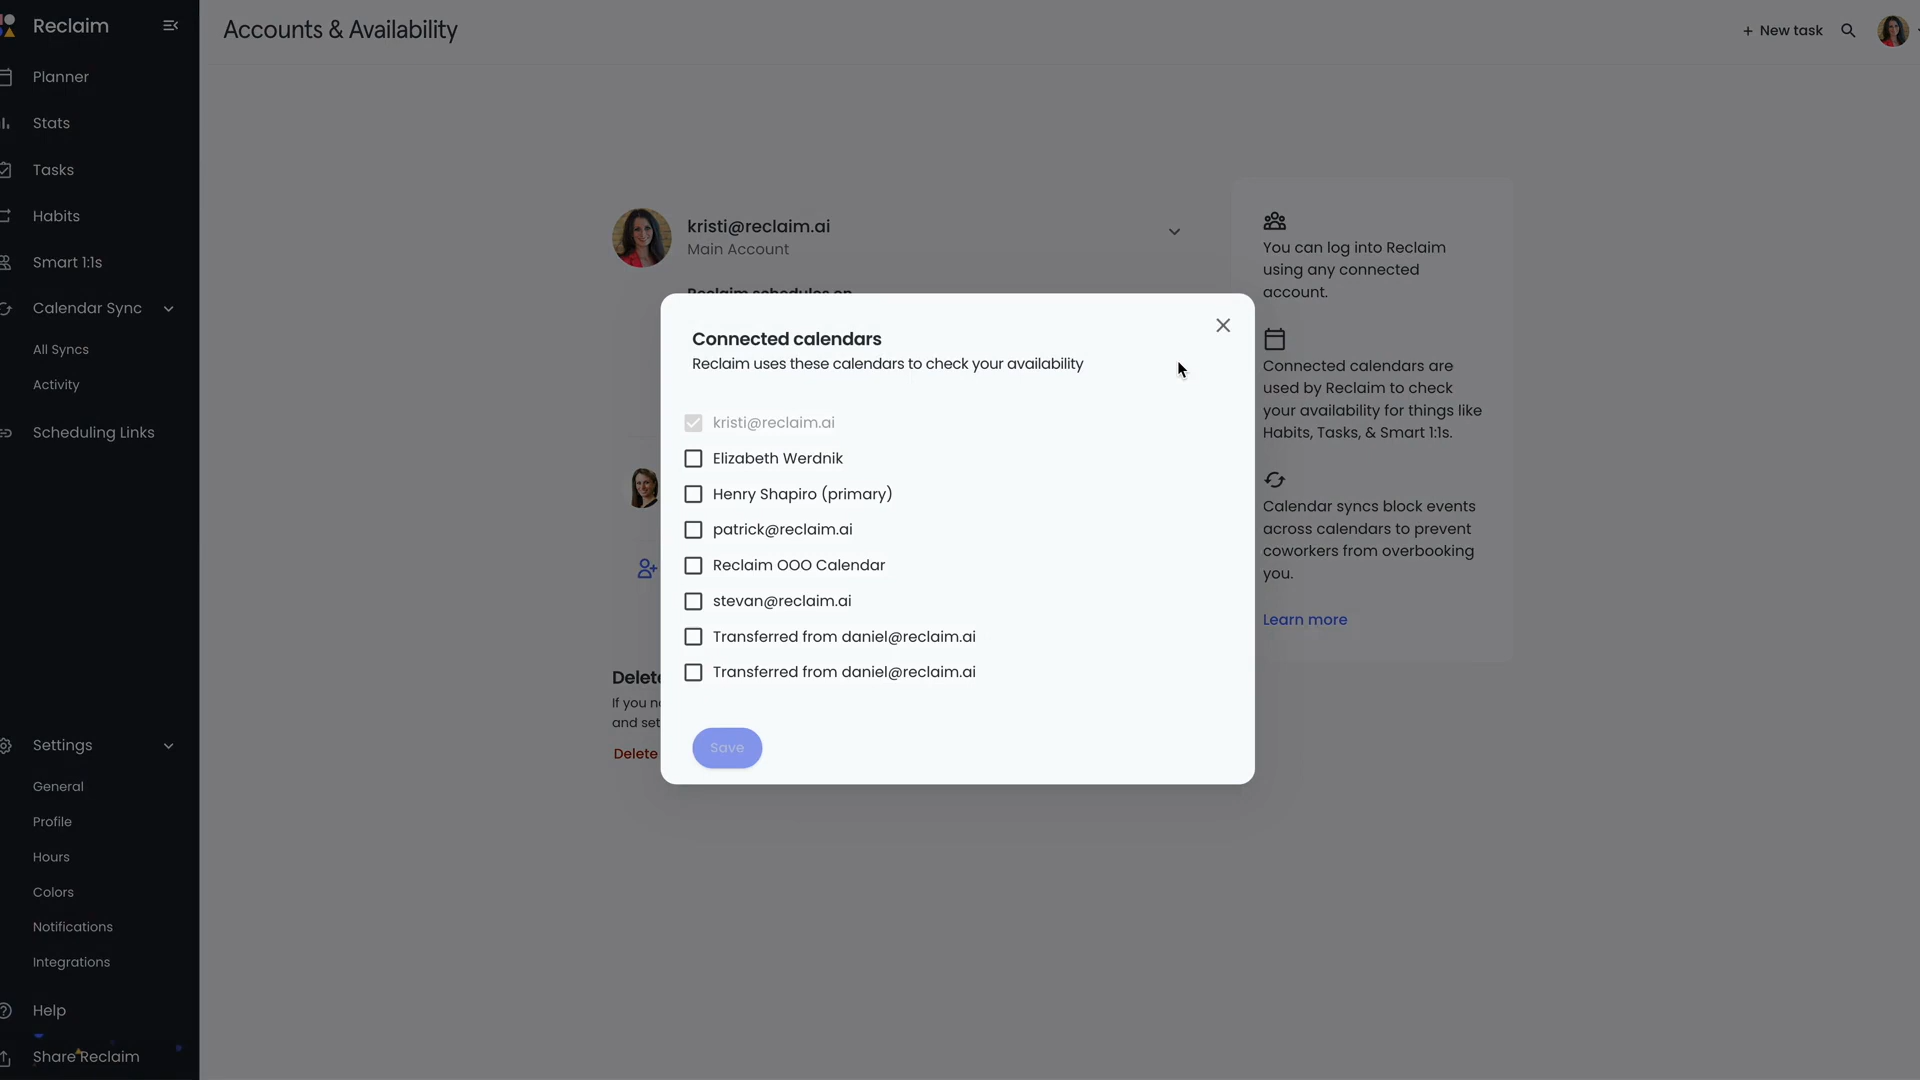 Reclaim
Planner
Stats
Tasks
Habits
Smart 1:1s
Calendar Sync
All Syncs
Activity
Scheduling Links
Settings
General
Profile
Hours
Colors
Notifications
Integrations
Help
Share Reclaim
Accounts & Availability
+ New task
kristi@reclaim.ai
Main Account
Reclaim schedules on
Connected calendars
Reclaim uses these calendars to check your availability
kristi@reclaim.ai
Elizabeth Werdnik
Henry Shapiro (primary)
patrick@reclaim.ai
Reclaim OOO Calendar
stevan@reclaim.ai
Transferred from daniel@reclaim.ai
Transferred from daniel@reclaim.ai
Save
Delete
If you
and set
Delete
You can log into Reclaim
using any connected
account.
Connected calendars are
used by Reclaim to check
your availability for things like
Habits, Tasks, & Smart 1:1s.
Calendar syncs block events
across calendars to prevent
coworkers from overbooking
you.
Learn more